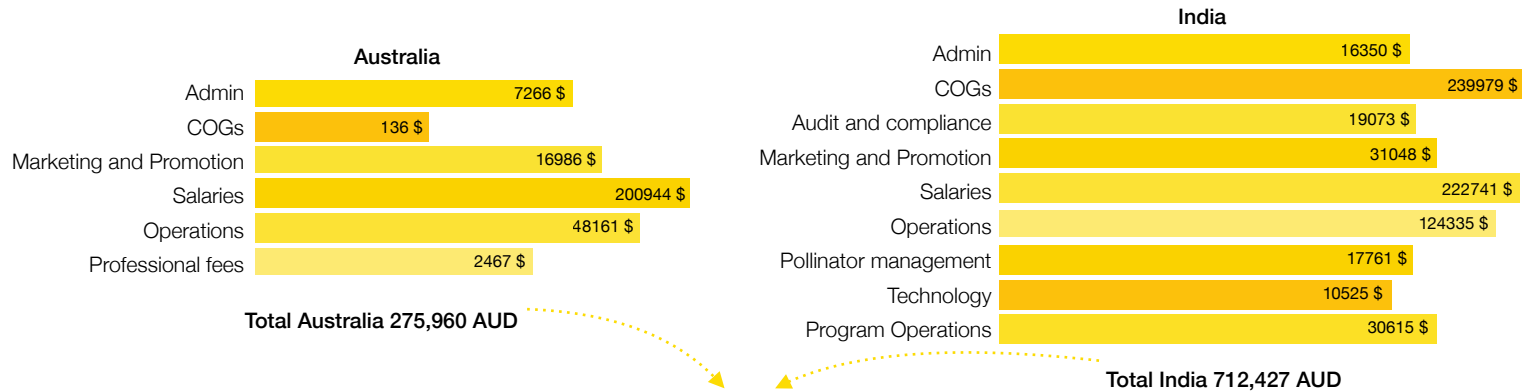 Australia
Admin 7266 $
COGs 136 $
Marketing and Promotion 16986 $
Salaries 200944 $
Operations 48161 $
Professional fees 2467 $
Total Australia 275,960 AUD
India
Admin 16350 $
COGs 239979 $
Audit and compliance 19073 $
Marketing and Promotion 31048 $
Salaries 222741 $
Operations 124335 $
Pollinator management 17761 $
Technology 10525 $
Program Operations 30615 $
Total India 712,427 AUD